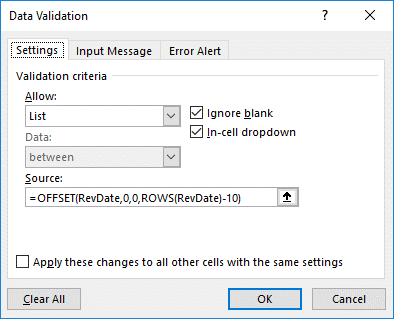 Data Validation
?
Settings
Input Message
Error Alert
Validation criteria
Allow:
List
Ignore blank
In-cell dropdown
Data:
between
Source:
=OFFSET(RevDate,0,0,ROWS(RevDate)-10)
Apply these changes to all other cells with the same settings
Clear All
OK
Cancel